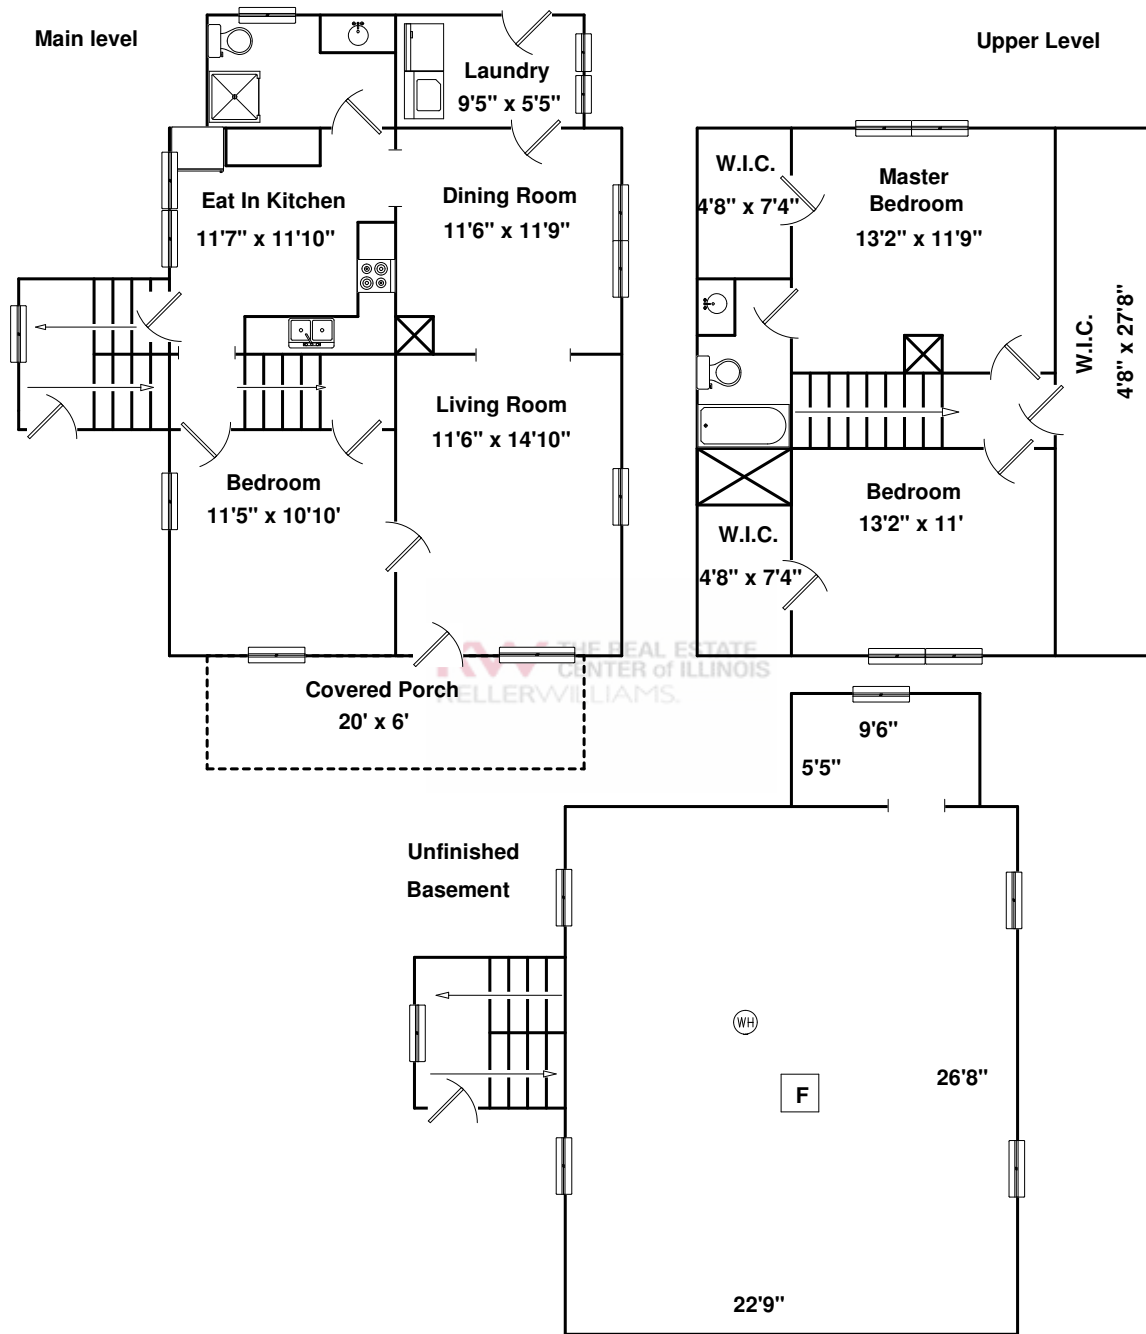 Main level
Upper Level
Laundry
9'5" x 5'5"
Eat In Kitchen
11'7" x 11'10"
Dining Room
11'6" x 11'9"
Living Room
11'6" x 14'10"
Bedroom
11'5" x 10'10'
Covered Porch
20' x 6'
W.I.C.
4'8" x 7'4"
Master
Bedroom
13'2" x 11'9"
W.I.C.
4'8" x 27'8"
Bedroom
13'2" x 11'
W.I.C.
4'8" x 7'4"
KW THE REAL ESTATE
CENTER of ILLINOIS
KELLERWILLIAMS.
9'6"
5'5"
Unfinished
Basement
WH
F
26'8"
22'9"